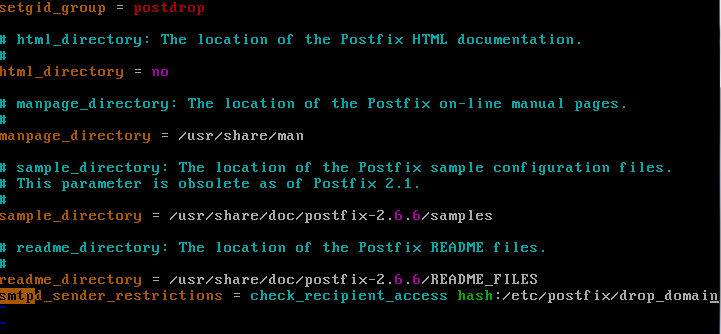 setgid_group = postdrop
# html_directory: The location of the Postfix HTML documentation.
#
html_directory = no
# manpage_directory: The location of the Postfix on-line manual pages.
#
manpage_directory = /usr/share/man
# sample_directory: The location of the Postfix sample configuration files.
# This parameter is obsolete as of Postfix 2.1.
#
sample_directory = /usr/share/doc/postfix-2.6.6/samples
# readme_directory: The location of the Postfix README files.
#
readme_directory = /usr/share/doc/postfix-2.6.6/README_FILES
smtpd_sender_restrictions = check_recipient_access hash:/etc/postfix/drop_domain